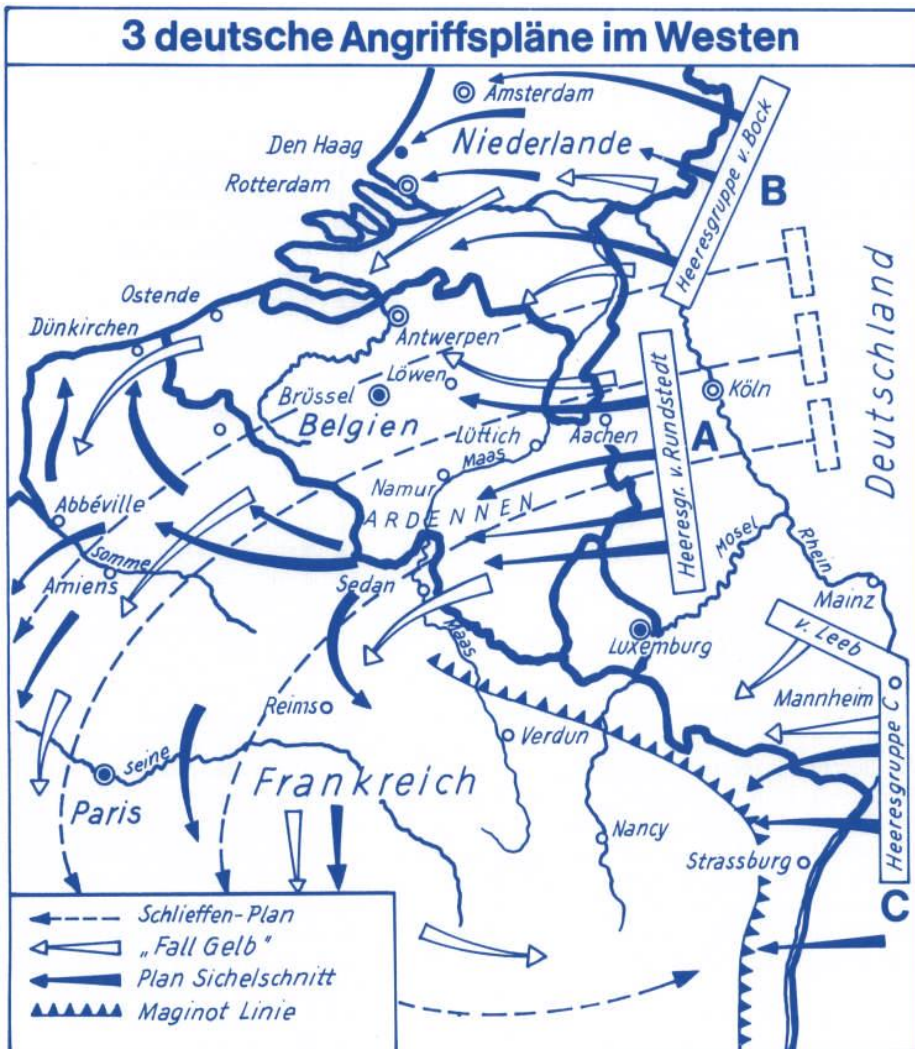 3 deutsche Angriffspläne im Westen
Amsterdam
Den Haag
Niederlande
Rotterdam
Heeresgruppe v. Bock
B
Deutschland
Ostende
Dünkirchen
Antwerpen
Löwen
Brüssel
Belgien
Köln
Lüttich
Aachen
Maas
A
Heeresgr. v. Rundstedt
Namur
ARDENNEN
Abbéville
Somme
Amiens
Sedan
Maas
Mosel
Rhein
Mainz
Luxemburg
v. Leeb
Mannheim
Heeresgruppe C
Reims
Verdun
Seine
Paris
Frankreich
Nancy
Strassburg
C
Schlieffen-Plan
„Fall Gelb"
Plan Sichelschnitt
Maginot Linie